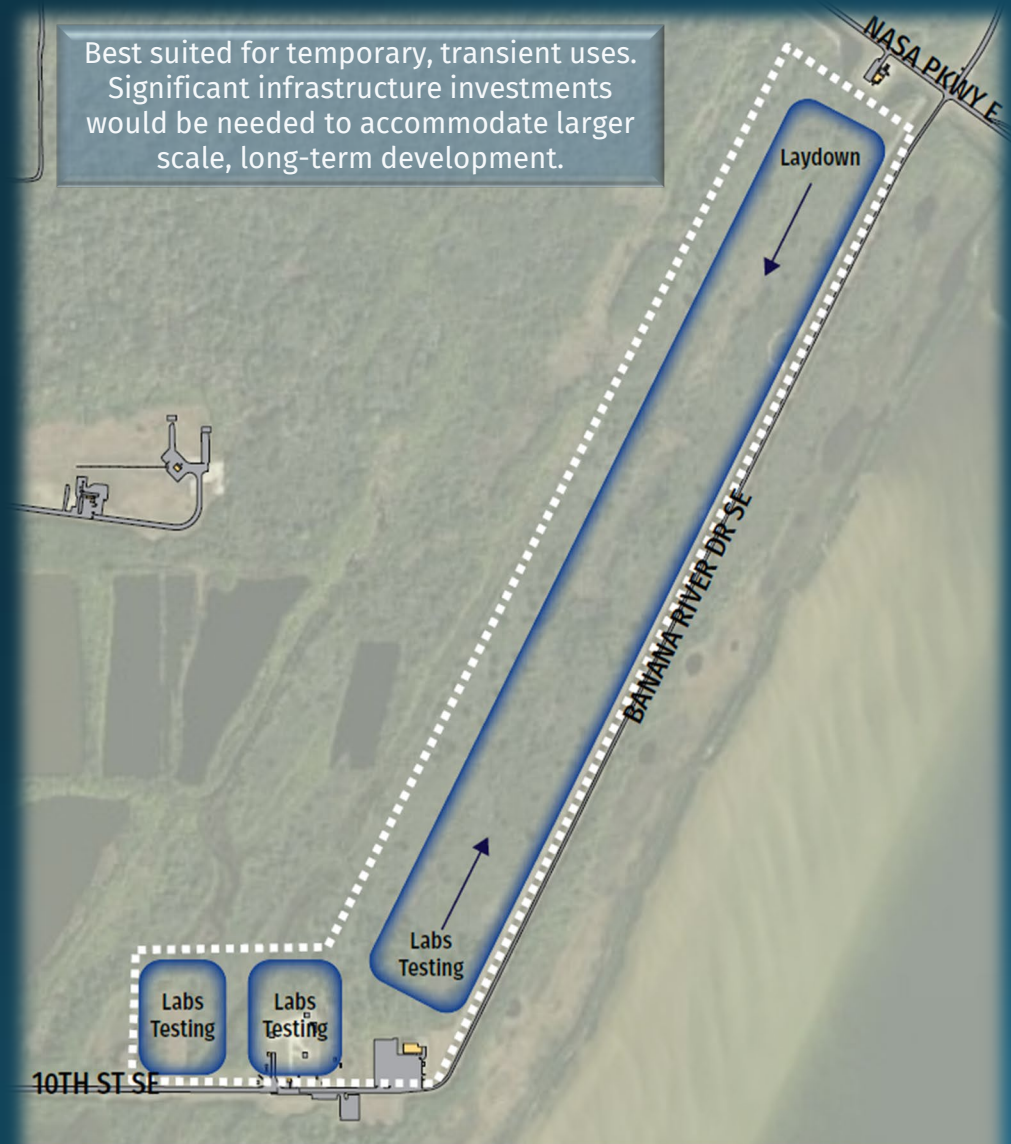 Best suited for temporary, transient uses.
Significant infrastructure investments
would be needed to accommodate larger
scale, long-term development.
NASA PKWY E
Laydown
BANANA RIVER DR SE
Labs
Testing
Labs
Testing
Labs
Testing
10TH ST SE